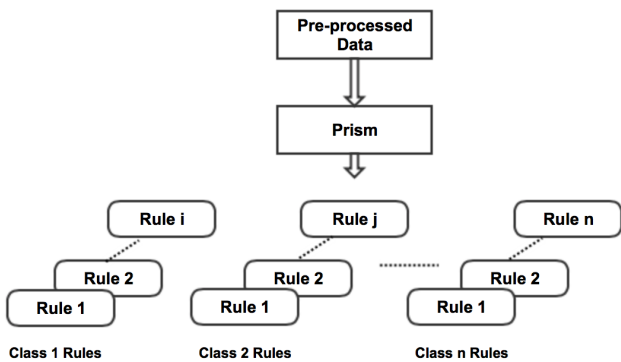 Pre-processed
Data
Prism
Rule i
Rule j
Rule n
Rule 2
Rule 2
Rule 2
Rule 1
Rule 1
Rule 1
Class 1 Rules
Class 2 Rules
Class n Rules